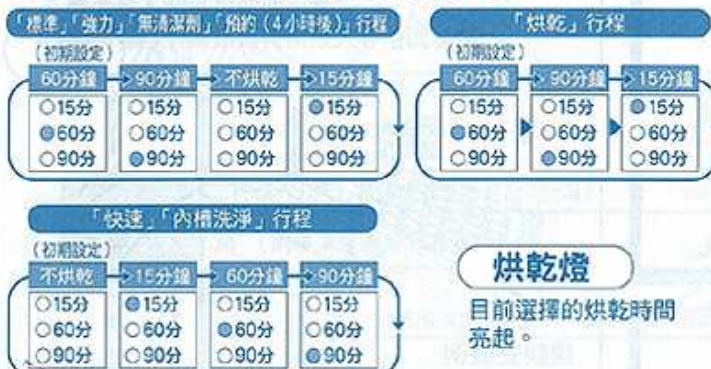 「標準」「強力」「無清潔劑」「預約(4小時後)」行程
(初期設定)
60分鐘 90分鐘 不烘乾 15分鐘
○15分 ○15分 ○15分 ●15分
●60分 ○60分 ○60分 ○60分
○90分 ●90分 ○90分 ○90分
「烘乾」行程
(初期設定)
60分鐘 90分鐘 15分鐘
○15分 ○15分 ●15分
●60分 ○60分 ○60分
○90分 ●90分 ○90分
「快速」「內槽洗淨」行程
(初期設定)
不烘乾 15分鐘 60分鐘 90分鐘
○15分 ●15分 ○15分 ○15分
○60分 ○60分 ●60分 ○60分
○90分 ○90分 ○90分 ●90分
烘乾燈
目前選擇的烘乾時間
亮起。